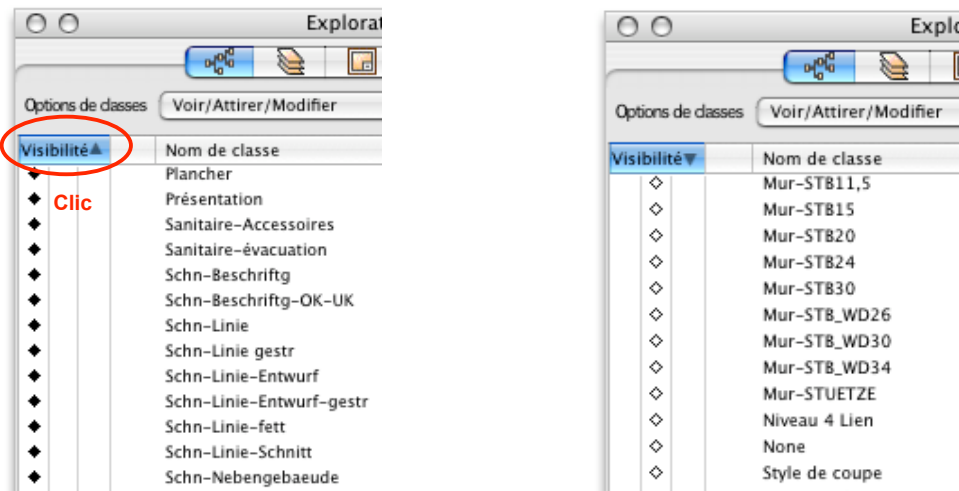 Explorat
Options de classes Voir/Attirer/Modifier
Visibilité Nom de classe
Plancher
Clic
Présentation
Sanitaire-Accessoires
Sanitaire-évacuation
Schn-Beschriftg
Schn-Beschriftg-OK-UK
Schn-Linie
Schn-Linie gestr
Schn-Linie-Entwurf
Schn-Linie-Entwurf-gestr
Schn-Linie-fett
Schn-Linie-Schnitt
Schn-Nebengebaeude
Explo
Options de classes Voir/Attirer/Modifier
Visibilité Nom de classe
Mur-STB11,5
Mur-STB15
Mur-STB20
Mur-STB24
Mur-STB30
Mur-STB_WD26
Mur-STB_WD30
Mur-STB_WD34
Mur-STUETZE
Niveau 4 Lien
None
Style de coupe